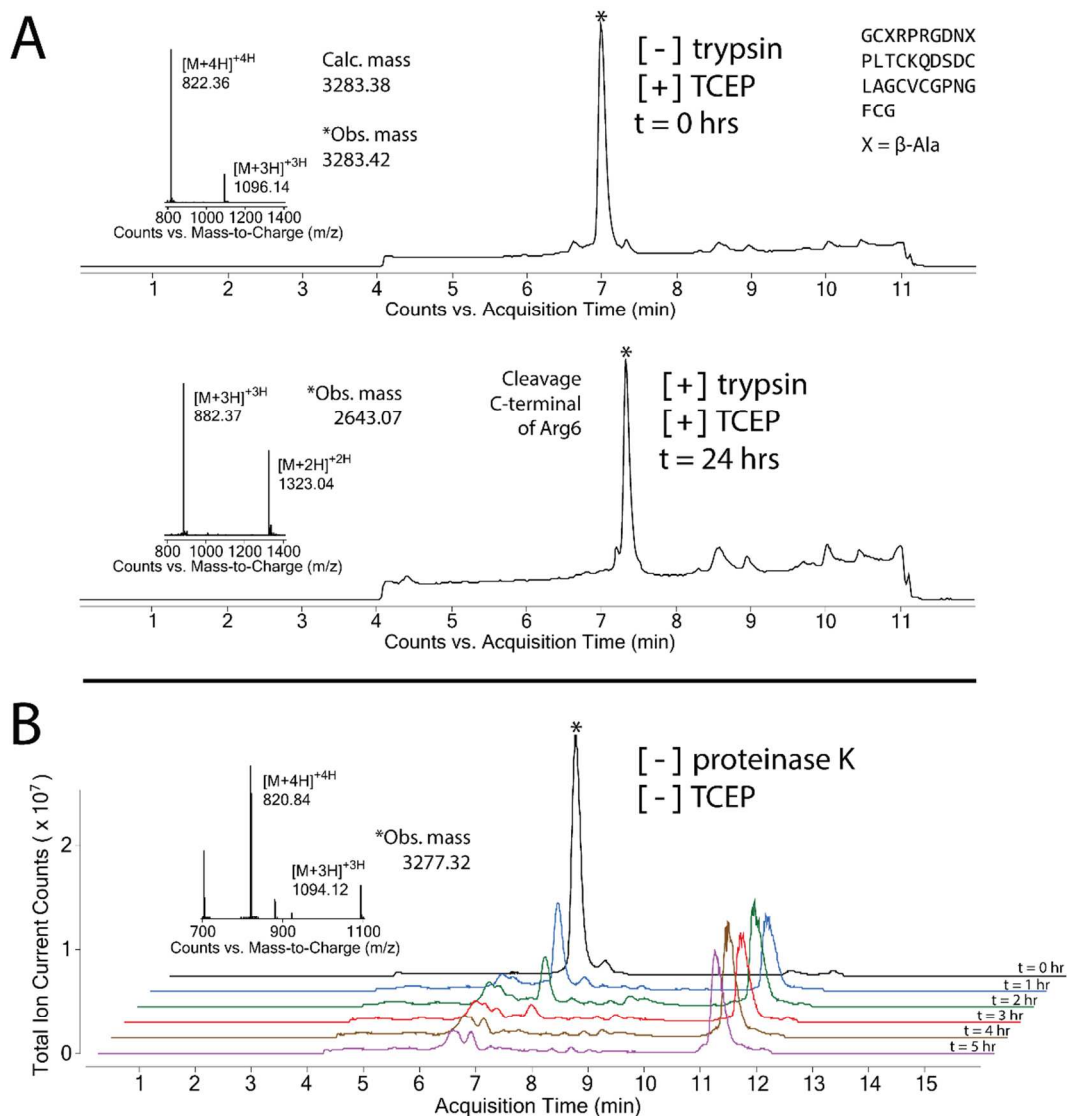 A
[M+4H]+4H
822.36
[M+3H]+3H
1096.14
800 1000 1200 1400
Counts vs. Mass-to-Charge (m/z)
Calc. mass
3283.38
*Obs. mass
3283.42
*
[ - ] trypsin
[+] TCEP
t = 0 hrs
GCXRPRGDNX
PLTCKQDSDC
LAGCVCGPNG
FCG
X = β-Ala
1 2 3 4 5 6 7 8 9 10 11
Counts vs. Acquisition Time (min)
[M+3H]+3H
882.37
[M+2H]+2H
1323.04
800 1000 1200 1400
Counts vs. Mass-to-Charge (m/z)
*Obs. mass
2643.07
Cleavage
C-terminal
of Arg6
*
[+] trypsin
[+] TCEP
t = 24 hrs
1 2 3 4 5 6 7 8 9 10 11
Counts vs. Acquisition Time (min)
B
Total Ion Current Counts ( x 10⁷)
2
1
0
[M+4H]+4H
820.84
[M+3H]+3H
1094.12
700 900 1100
Counts vs. Mass-to-Charge (m/z)
*Obs. mass
3277.32
*
[ - ] proteinase K
[ - ] TCEP
t = 0 hr
t = 1 hr
t = 2 hr
t = 3 hr
t = 4 hr
t = 5 hr
1 2 3 4 5 6 7 8 9 10 11 12 13 14 15
Acquisition Time (min)